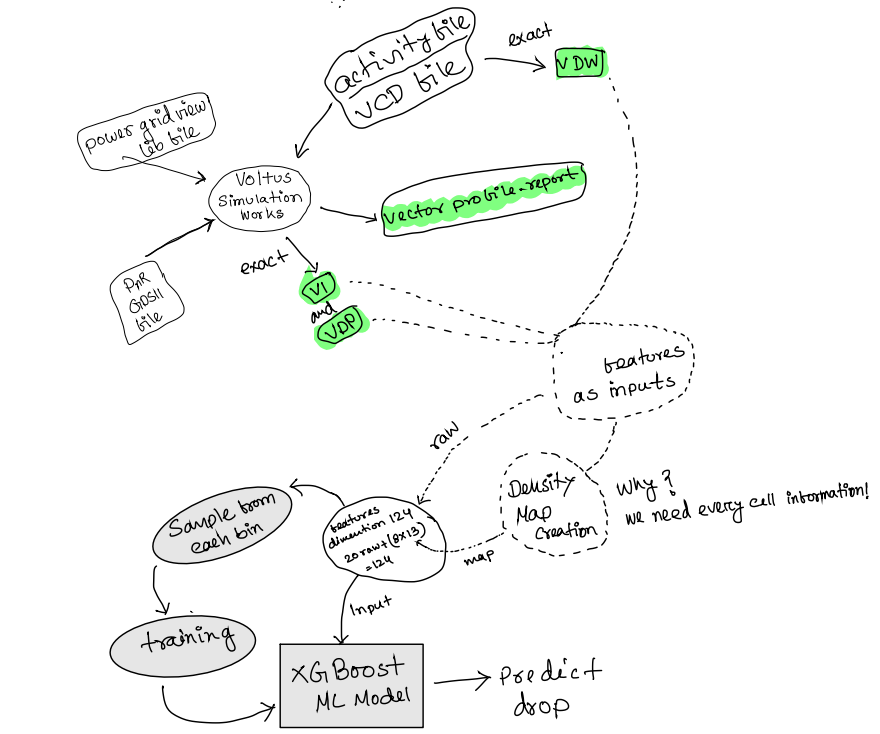 activity file
VCD file
exact
VDW
power grid view
lib file
Voltus
Simulation
Works
vector profile-report
PnR
GDSII
file
exact
VI
and
VDP
features
as inputs
raw
Density
Map
Creation
Why?
we need every cell information!
map
features
dimention 124
20 raw + (8x13)
= 124
Sample from
each bin
Input
training
XGBoost
ML Model
Predict
drop